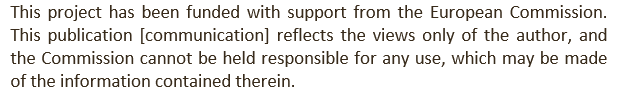 This project has been funded with support from the European Commission.
This publication [communication] reflects the views only of the author, and
the Commission cannot be held responsible for any use, which may be made
of the information contained therein.